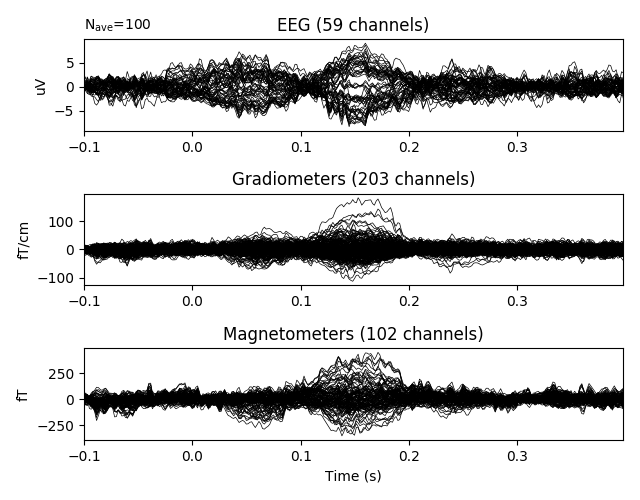 N_ave=100
EEG (59 channels)
5
0
−5
uV
−0.1 0.0 0.1 0.2 0.3
Gradiometers (203 channels)
100
0
−100
fT/cm
−0.1 0.0 0.1 0.2 0.3
Magnetometers (102 channels)
250
0
−250
fT
−0.1 0.0 0.1 0.2 0.3
Time (s)